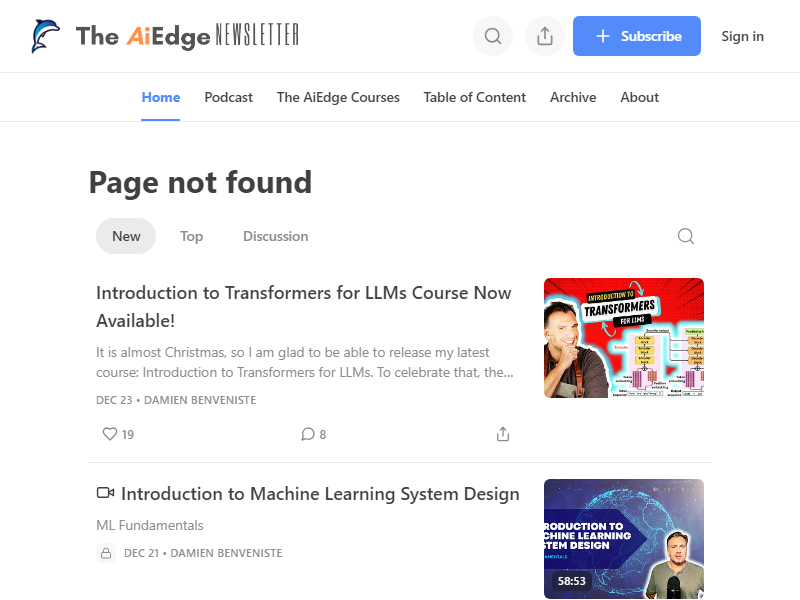 The AiEdge NEWSLETTER
Subscribe
Sign in
Home
Podcast
The AiEdge Courses
Table of Content
Archive
About
Page not found
New
Top
Discussion
Introduction to Transformers for LLMs Course Now
Available!
It is almost Christmas, so I am glad to be able to release my latest
course: Introduction to Transformers for LLMs. To celebrate that, the...
DEC 23 • DAMIEN BENVENISTE
19
8
INTRODUCTION TO
TRANSFORMERS
FOR LLMS
Introduction to Machine Learning System Design
ML Fundamentals
DEC 21 • DAMIEN BENVENISTE
RODUCTION TO
CHINE LEARNING
STEM DESIGN
58:53